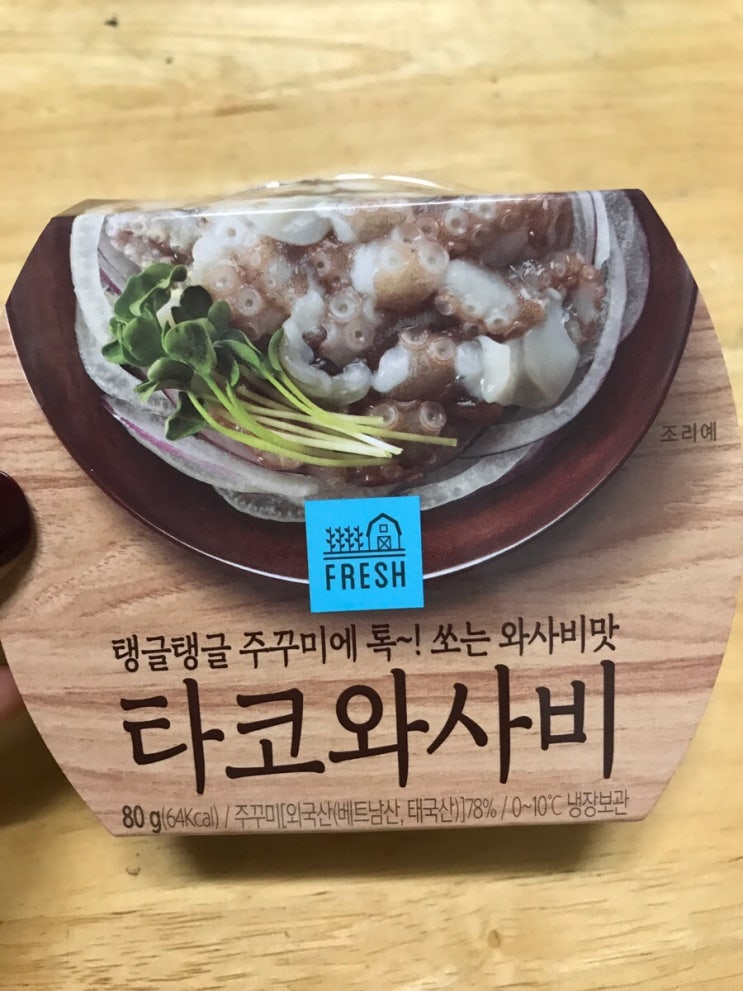 조리예
FRESH
탱글탱글 주꾸미에 톡~! 쏘는 와사비맛
타코와사비
80 g(64Kcal) / 주꾸미[외국산(베트남산, 태국산)]78% / 0~10℃ 냉장보관